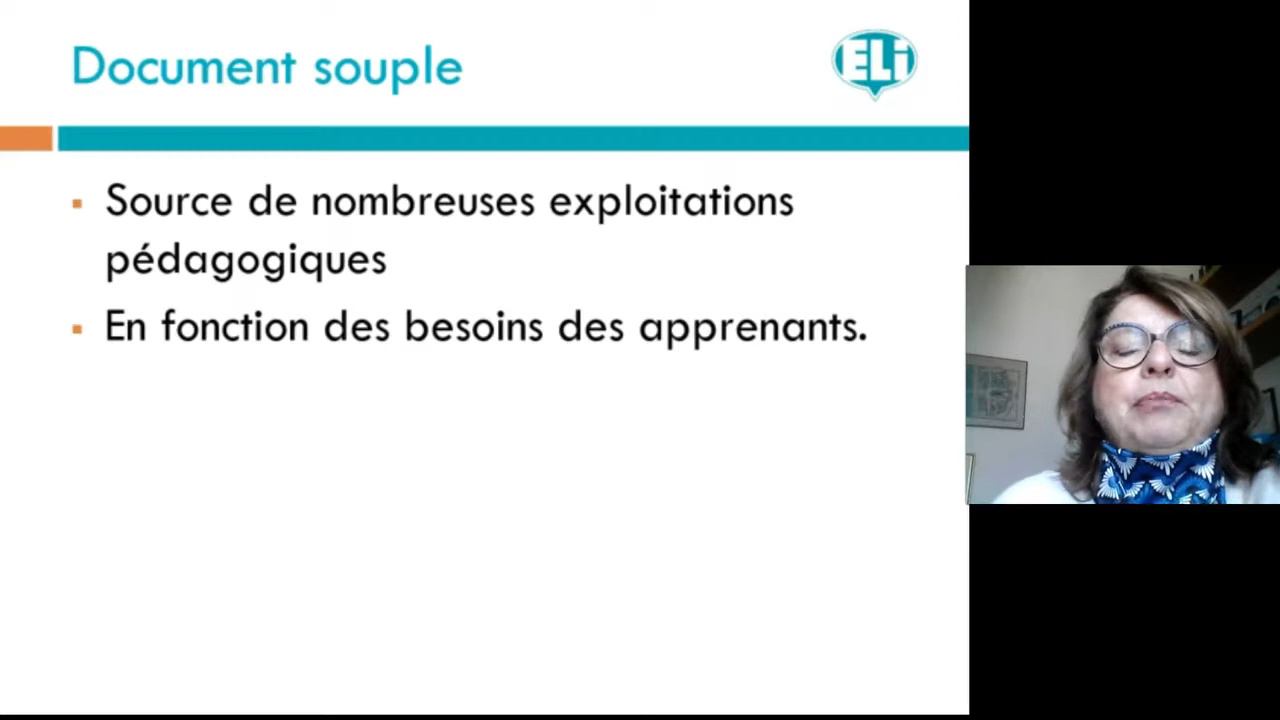 Document souple
ELi
Source de nombreuses exploitations
pédagogiques
En fonction des besoins des apprenants.